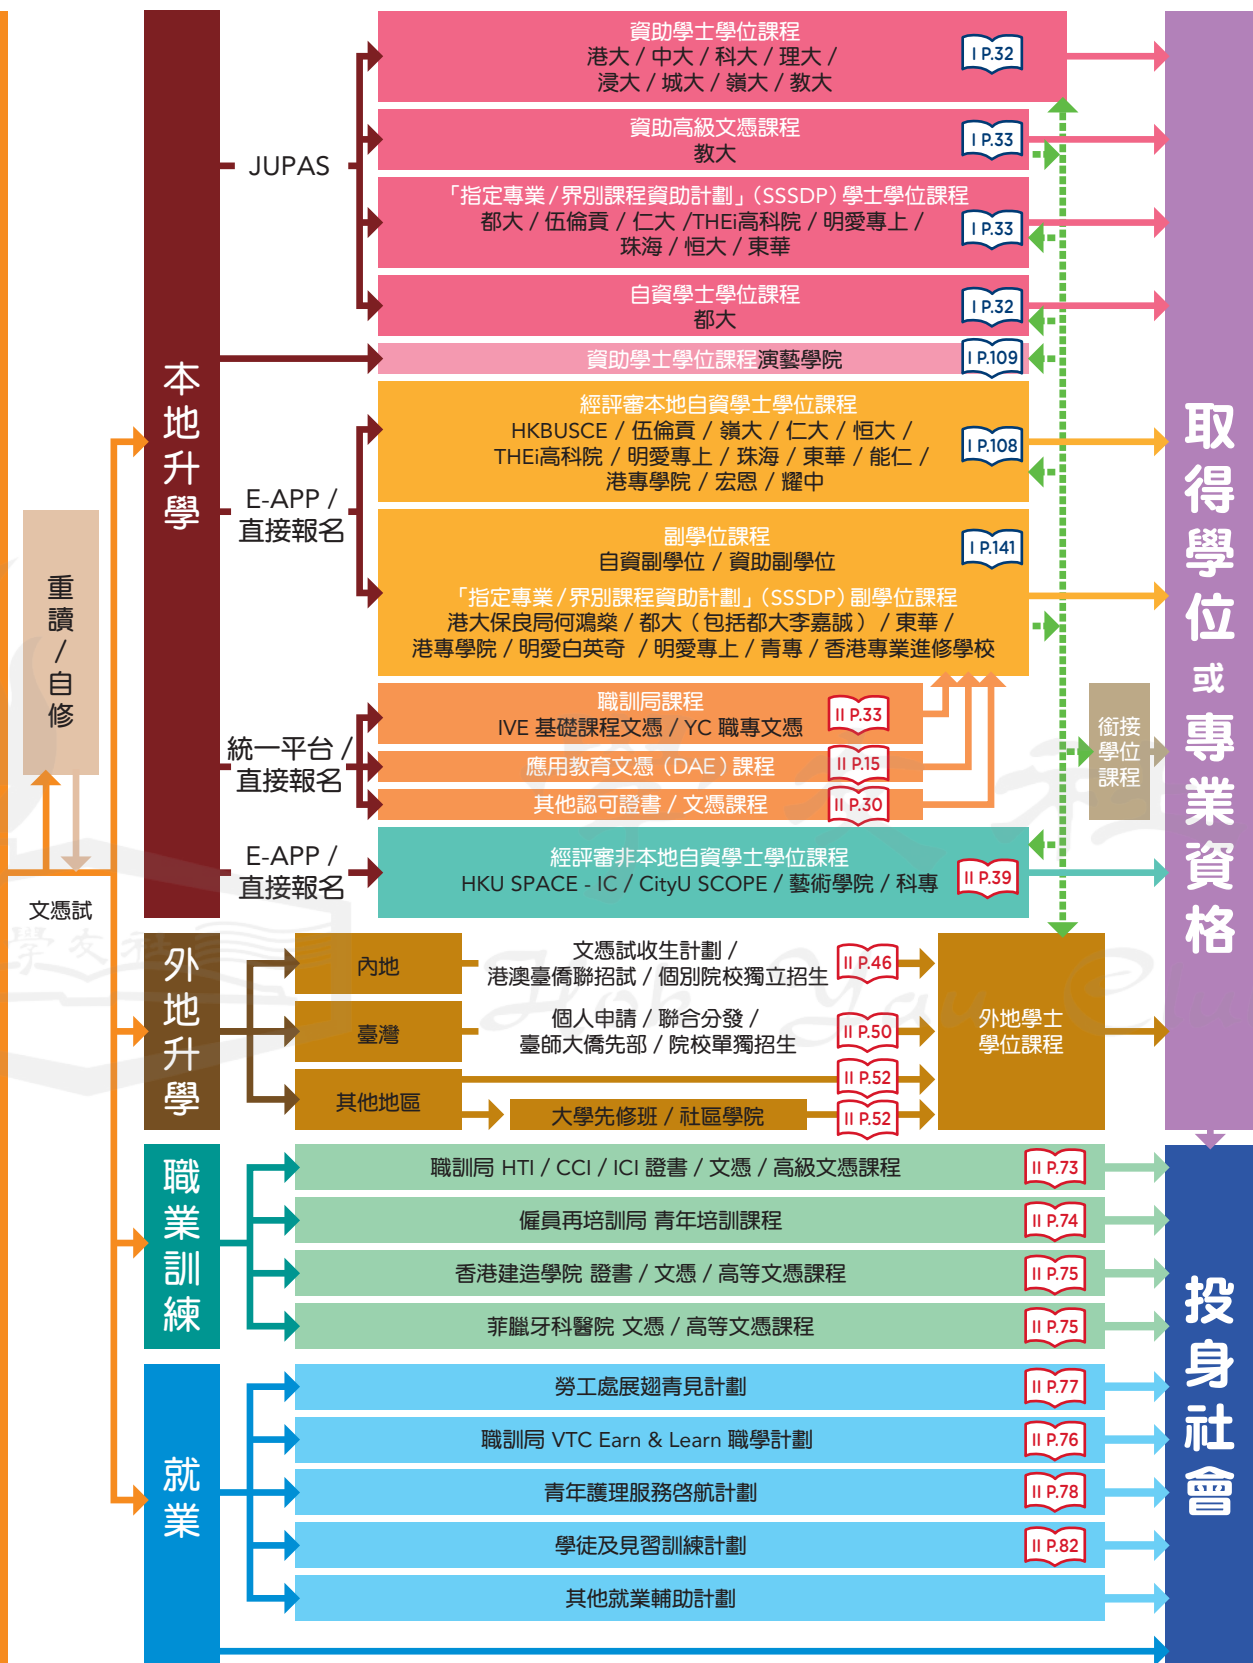 文憑試
重讀/自修
本地升學
JUPAS
資助學士學位課程
港大 / 中大 / 科大 / 理大 /
浸大 / 城大 / 嶺大 / 教大
I P.32
資助高級文憑課程
教大
I P.33
「指定專業/界別課程資助計劃」(SSSDP) 學士學位課程
都大 / 伍倫貢 / 仁大 /THEi高科院 / 明愛專上 /
珠海 / 恒大 / 東華
I P.33
自資學士學位課程
都大
I P.32
資助學士學位課程演藝學院
I P.109
E-APP /
直接報名
經評審本地自資學士學位課程
HKBUSCE / 伍倫貢 / 嶺大 / 仁大 / 恒大 /
THEi高科院 / 明愛專上 / 珠海 / 東華 / 能仁 /
港專學院 / 宏恩 / 耀中
I P.108
副學位課程
自資副學位 / 資助副學位
I P.141
「指定專業/界別課程資助計劃」(SSSDP) 副學位課程
港大保良局何鴻燊 / 都大（包括都大李嘉誠）/ 東華 /
港專學院 / 明愛白英奇 / 明愛專上 / 青專 / 香港專業進修學校
統一平台 /
直接報名
職訓局課程
IVE 基礎課程文憑 / YC 職專文憑
II P.33
應用教育文憑 (DAE) 課程
II P.15
其他認可證書 / 文憑課程
II P.30
銜接
學位
課程
E-APP /
直接報名
經評審非本地自資學士學位課程
HKU SPACE - IC / CityU SCOPE / 藝術學院 / 科專
II P.39
外地升學
內地
文憑試收生計劃 /
港澳臺僑聯招試 / 個別院校獨立招生
II P.46
臺灣
個人申請 / 聯合分發 /
臺師大僑先部 / 院校單獨招生
II P.50
其他地區
II P.52
大學先修班 / 社區學院
II P.52
外地學士
學位課程
取得學位或專業資格
職業訓練
職訓局 HTI / CCI / ICI 證書 / 文憑 / 高級文憑課程
II P.73
僱員再培訓局 青年培訓課程
II P.74
香港建造學院 證書 / 文憑 / 高等文憑課程
II P.75
菲臘牙科醫院 文憑 / 高等文憑課程
II P.75
就業
勞工處展翅青見計劃
II P.77
職訓局 VTC Earn & Learn 職學計劃
II P.76
青年護理服務啓航計劃
II P.78
學徒及見習訓練計劃
II P.82
其他就業輔助計劃
投身社會
學友社
Hok Yau C